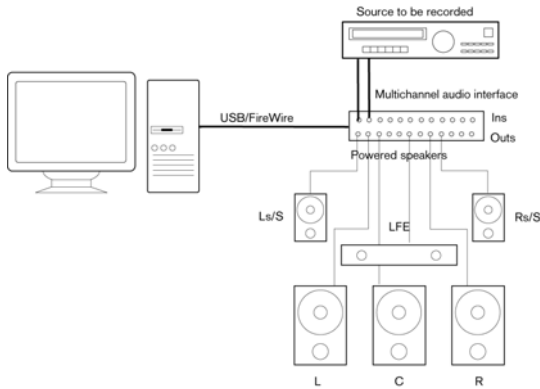 Source to be recorded
Multichannel audio interface
USB/FireWire
Ins
Outs
Powered speakers
Ls/S
LFE
Rs/S
L
C
R